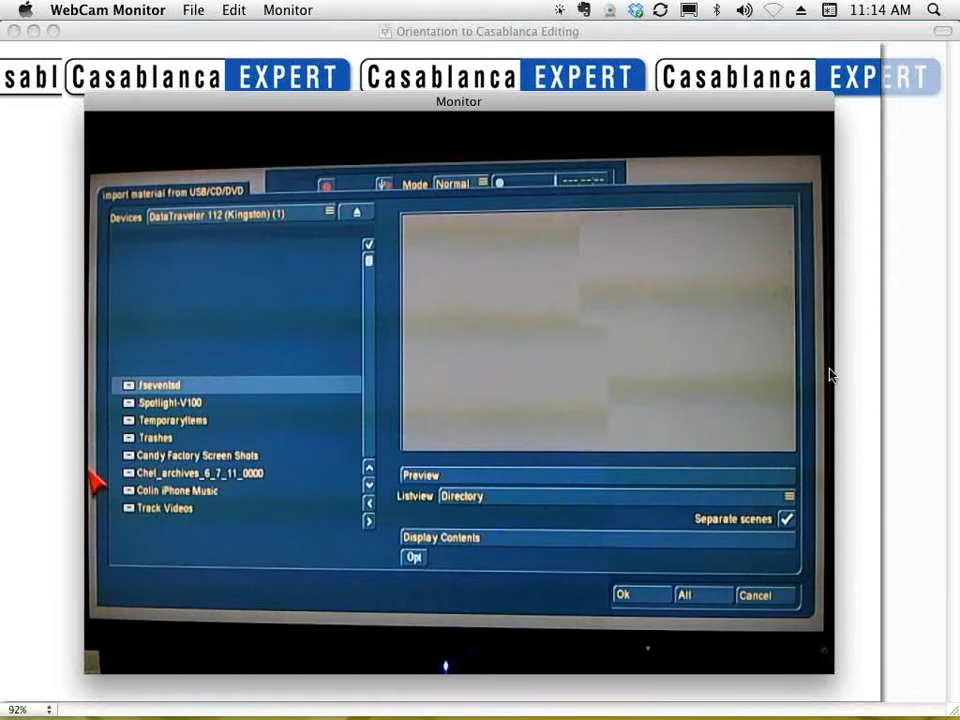 WebCam Monitor File Edit Monitor 11:14 AM
Orientation to Casablanca Editing
sabl Casablanca EXPERT Casablanca EXPERT Casablanca EXPERT
Monitor
Import material from USB/CD/DVD
Mode Normal
Devices DataTraveler 112 (Kingston) (1)
Spotlight-V100
TemporaryItems
Trashes
Candy Factory Screen Shots
Chet_archives_6_7_11_0000
Colin iPhone Music
Track Videos
Preview
Listview Directory
Separate scenes
Display Contents
Opt
Ok All Cancel
92%